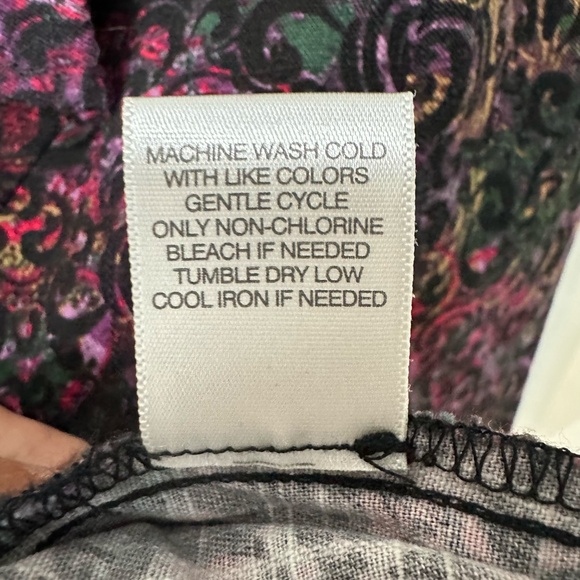 MACHINE WASH COLD
WITH LIKE COLORS
GENTLE CYCLE
ONLY NON-CHLORINE
BLEACH IF NEEDED
TUMBLE DRY LOW
COOL IRON IF NEEDED